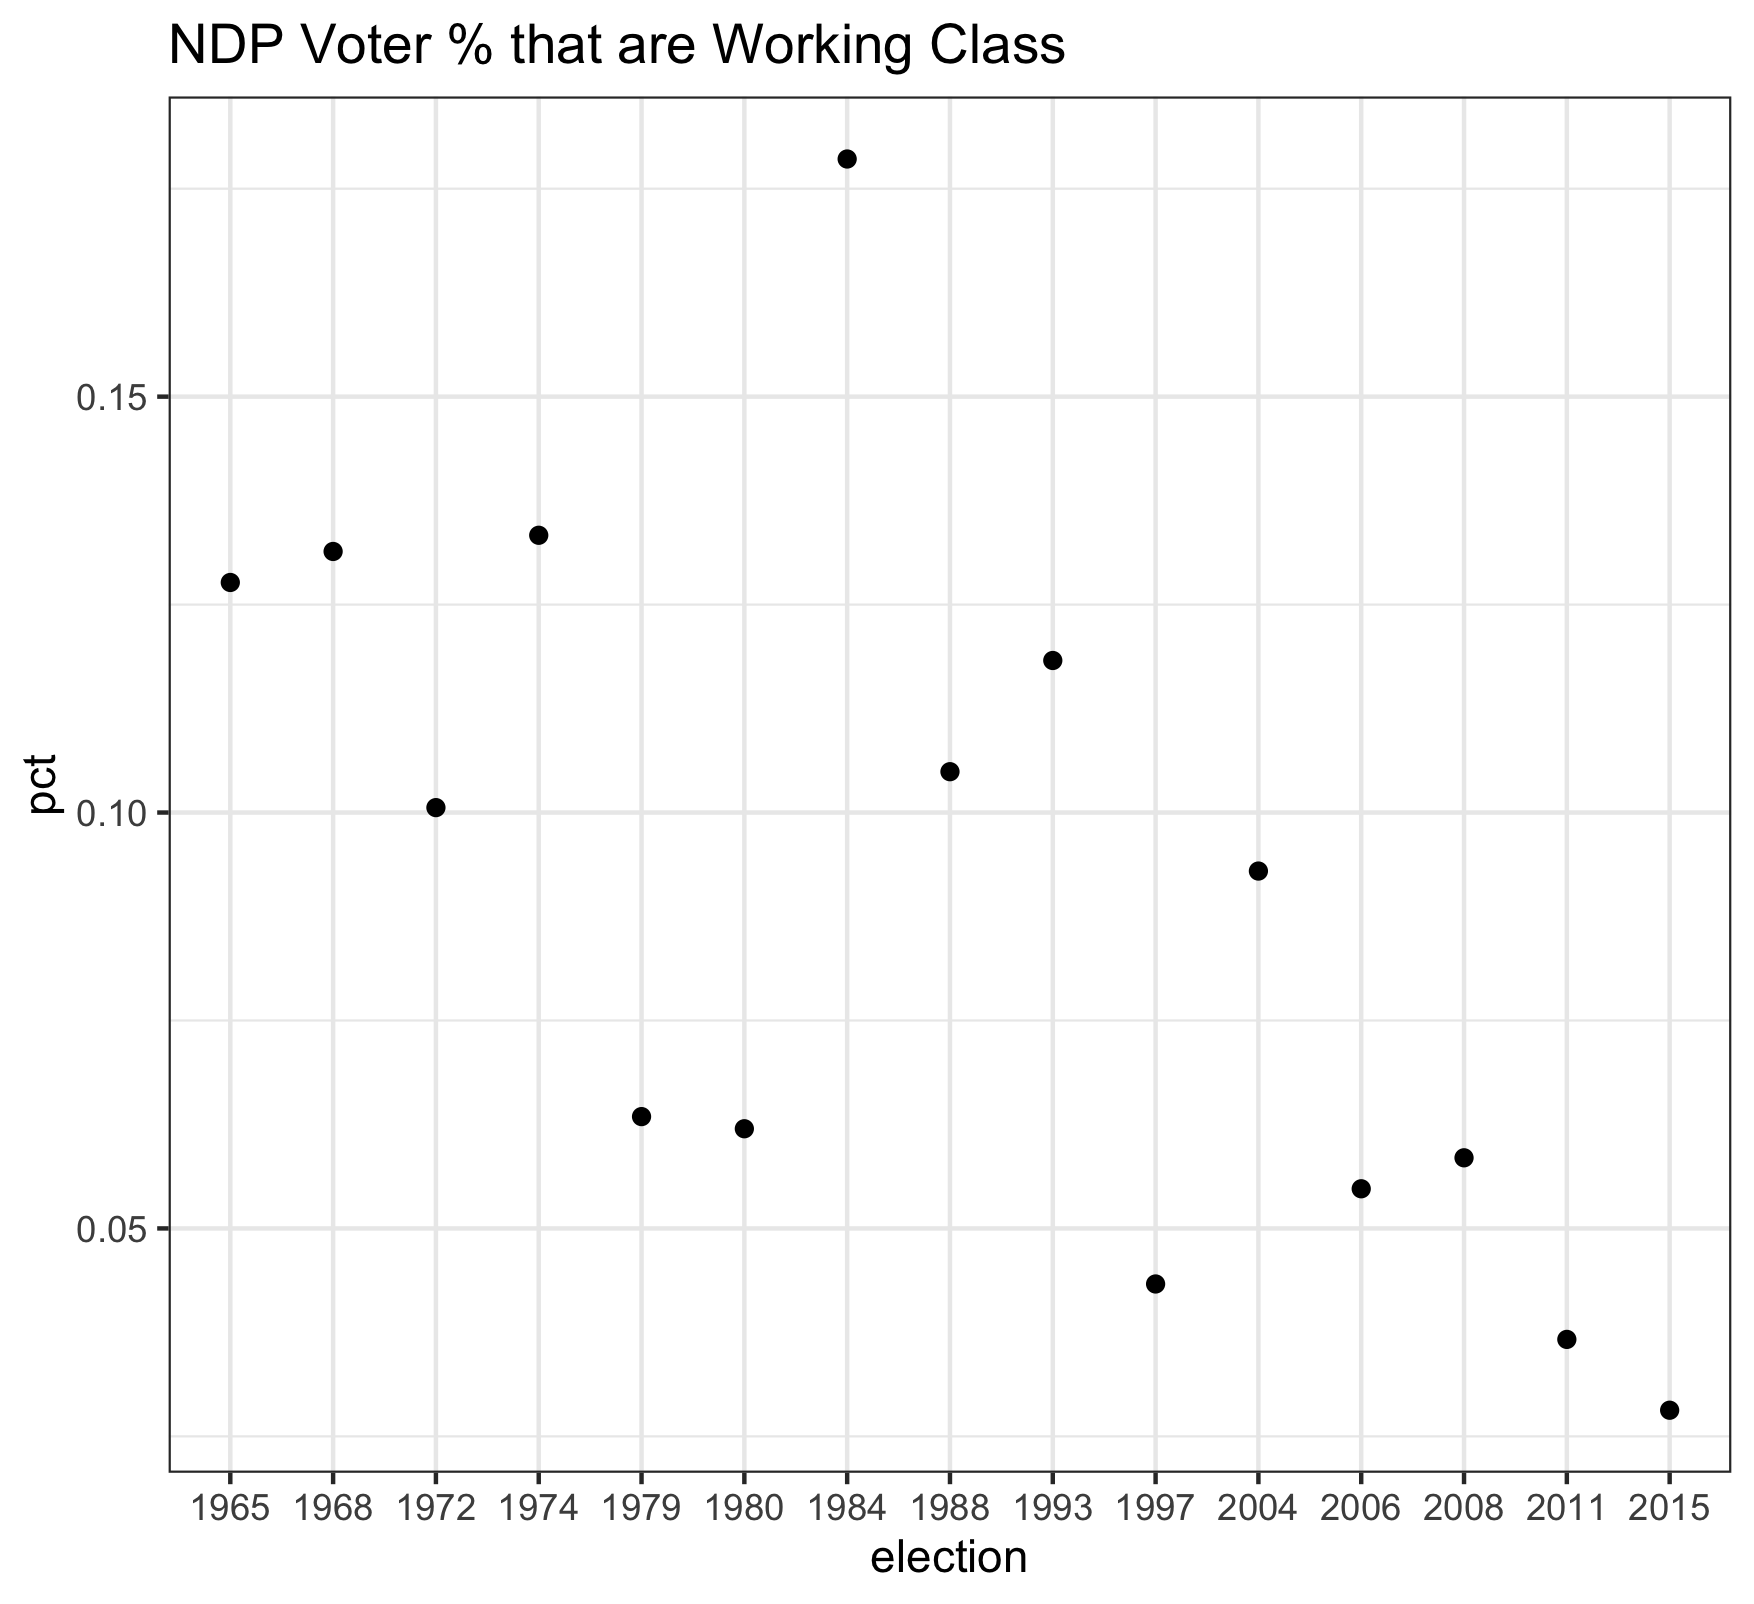 NDP Voter % that are Working Class
pct
0.15
0.10
0.05
1965 1968 1972 1974 1979 1980 1984 1988 1993 1997 2004 2006 2008 2011 2015
election